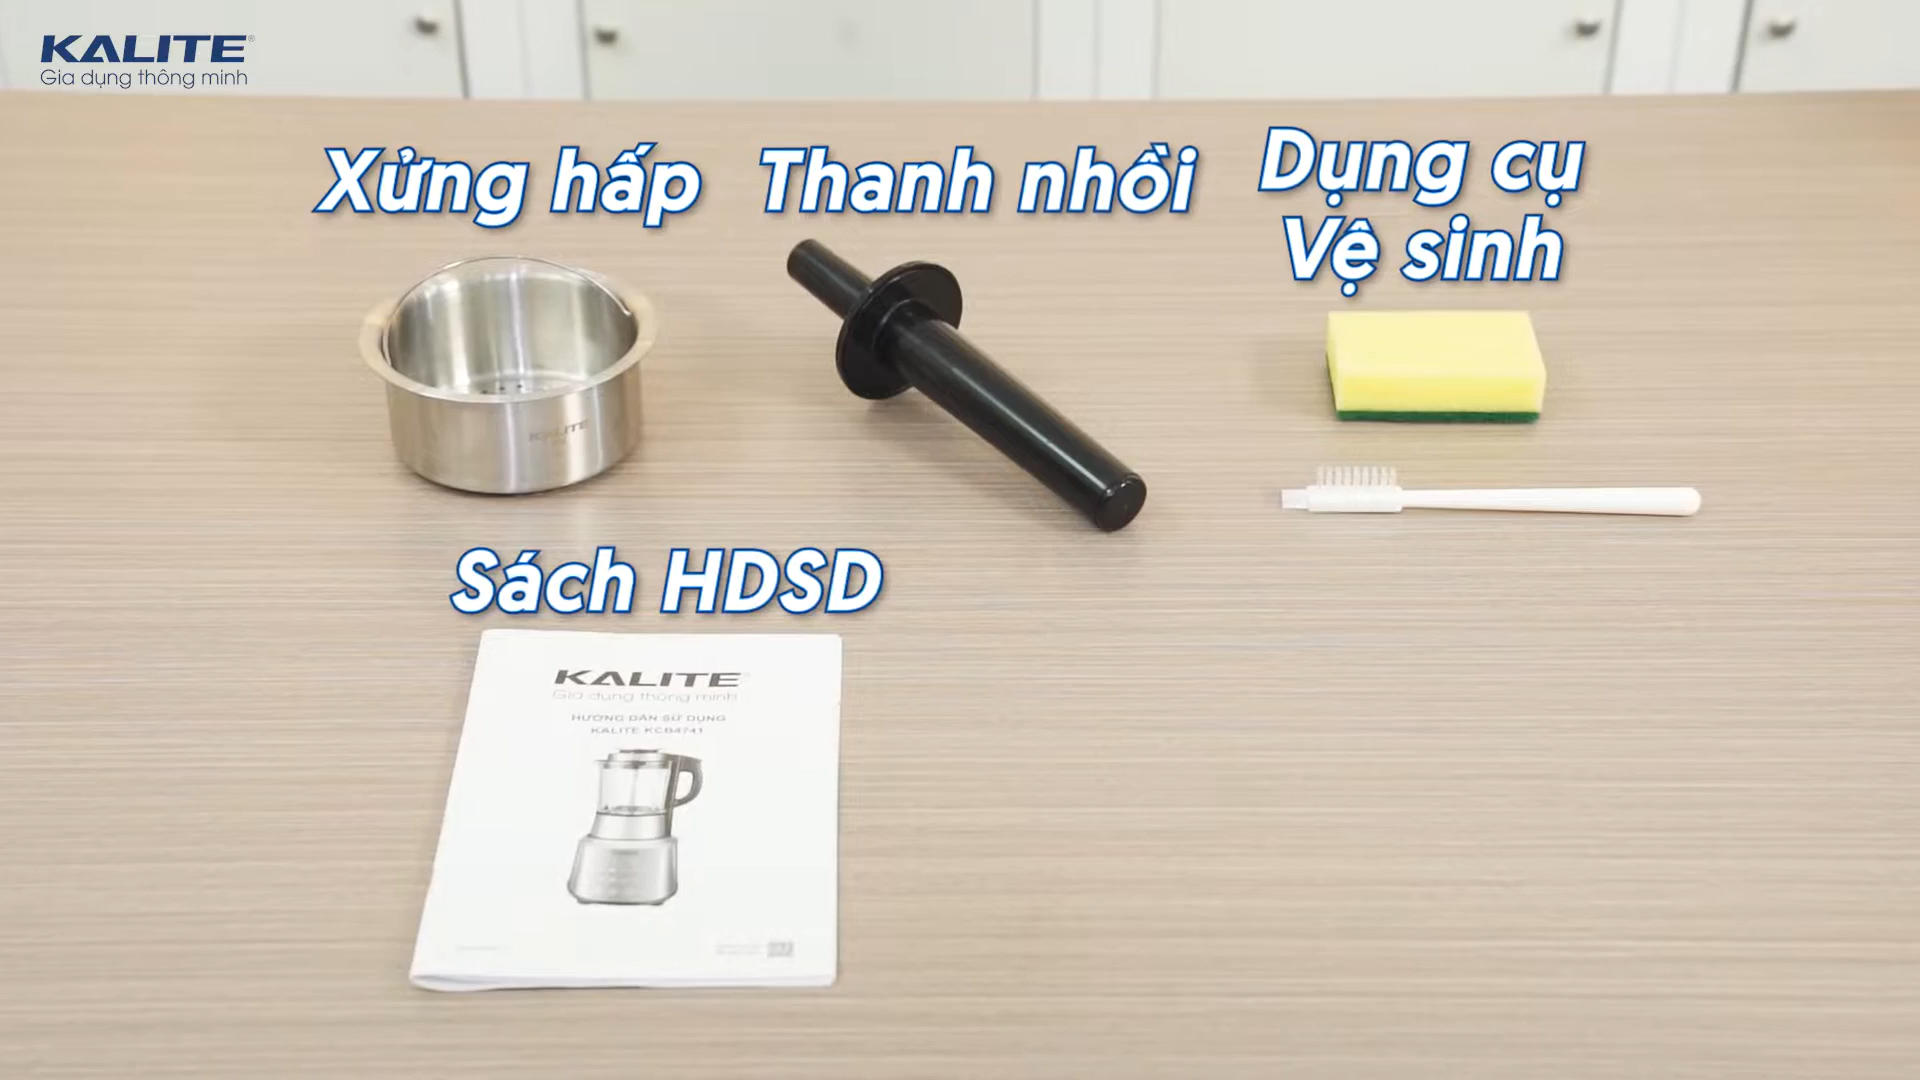 KALITE
Gia dụng thông minh
Xửng hấp
Thanh nhồi
Dụng cụ
Vệ sinh
KALITE
Sách HDSD
KALITE
Gia dụng thông minh
HƯỚNG DẪN SỬ DỤNG
KALITE KCB4741